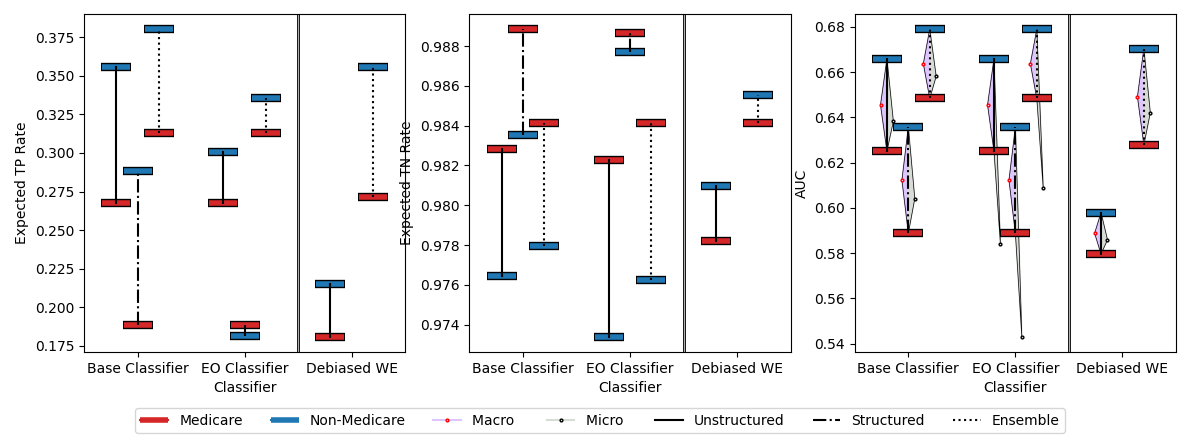 Expected TP Rate
0.375
0.350
0.325
0.300
0.275
0.250
0.225
0.200
0.175
Base Classifier EO Classifier Debiased WE
Classifier
Expected TN Rate
0.988
0.986
0.984
0.982
0.980
0.978
0.976
0.974
Base Classifier EO Classifier Debiased WE
Classifier
AUC
0.68
0.66
0.64
0.62
0.60
0.58
0.56
0.54
Base Classifier EO Classifier Debiased WE
Classifier
Medicare Non-Medicare Macro Micro Unstructured Structured Ensemble